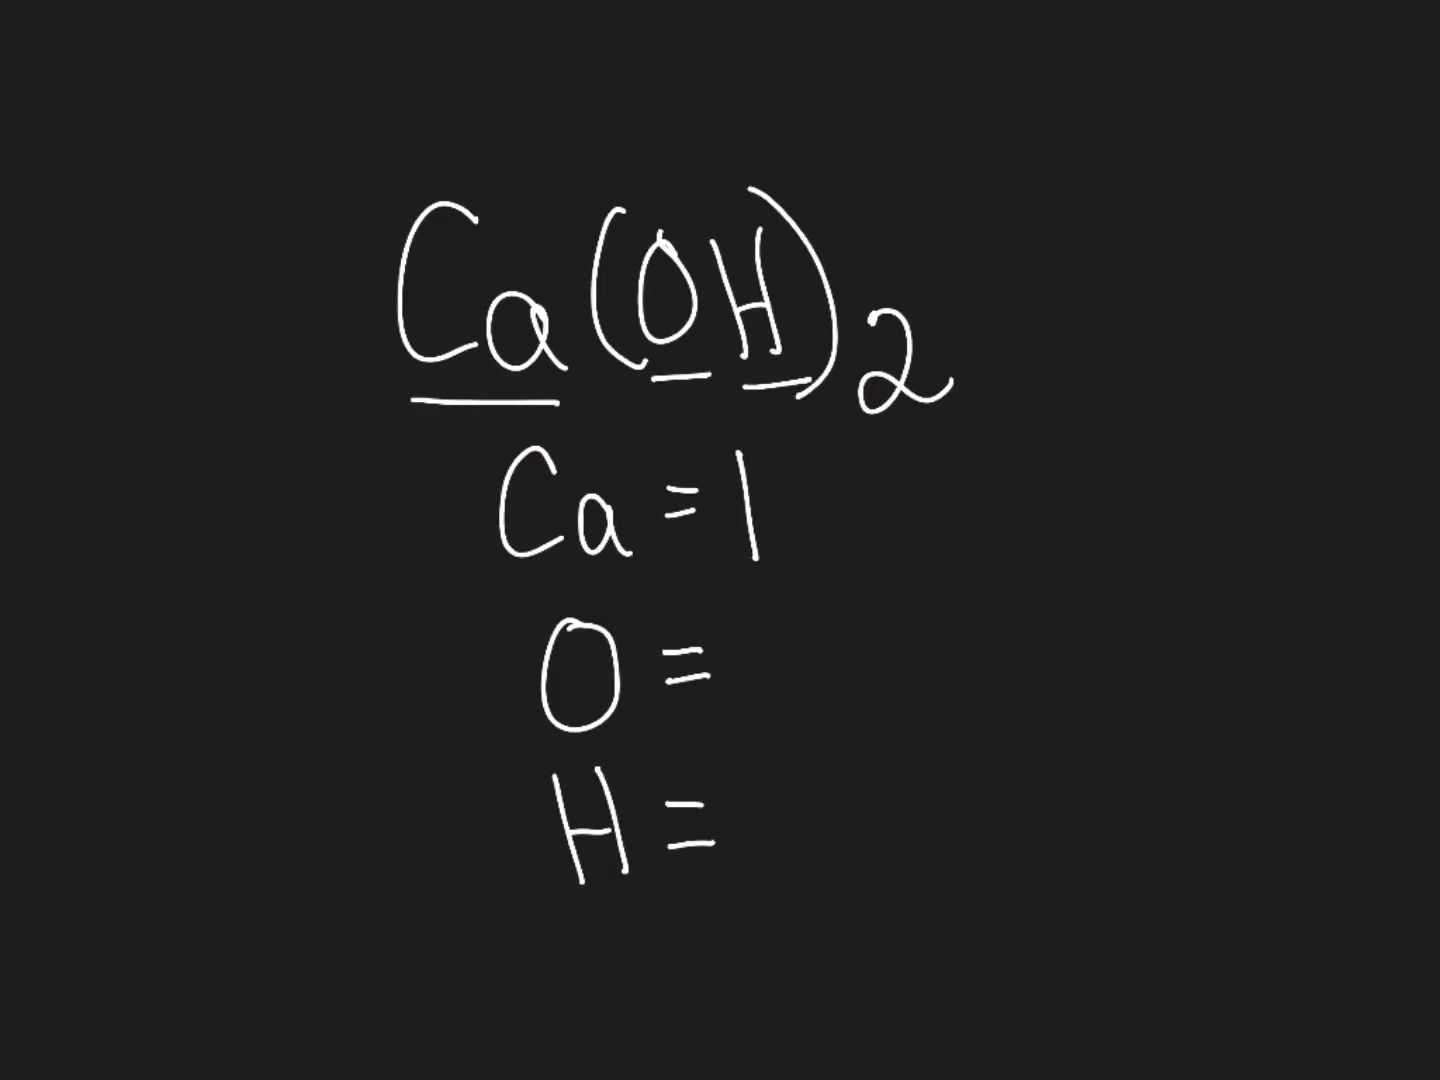 Ca(OH)₂
Ca = 1
O =
H =